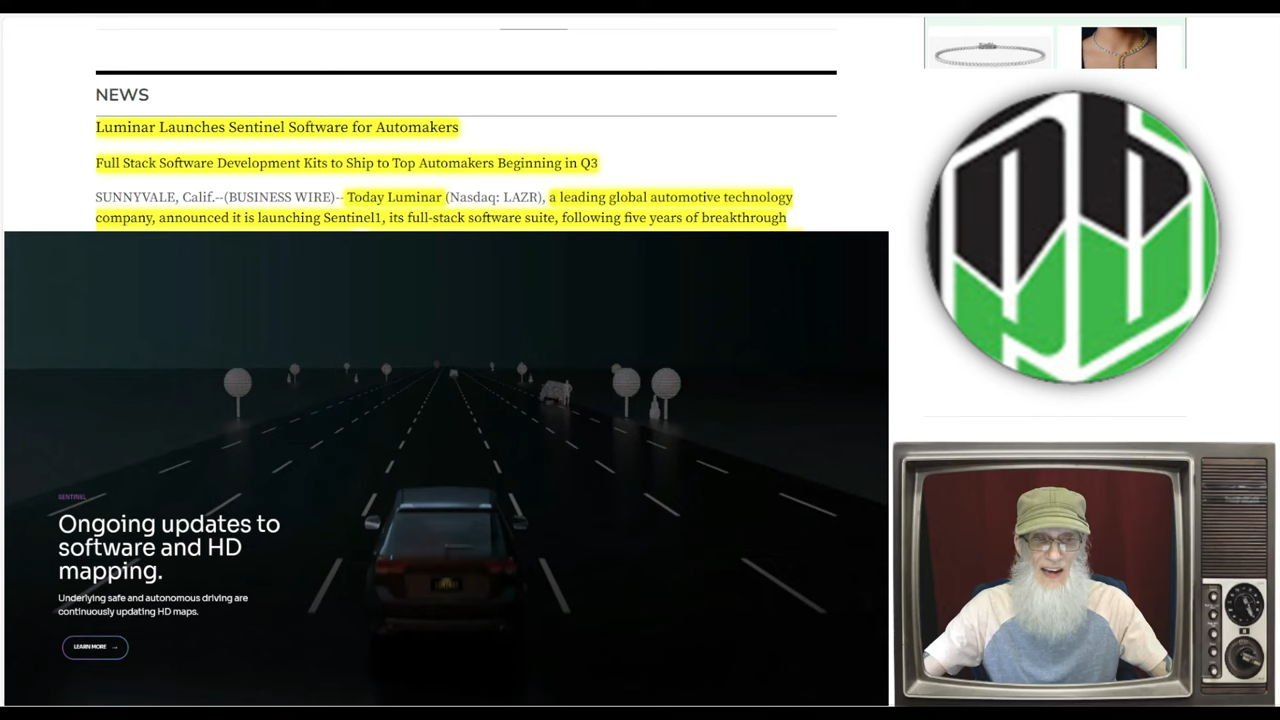 NEWS
Luminar Launches Sentinel Software for Automakers
Full Stack Software Development Kits to Ship to Top Automakers Beginning in Q3
SUNNYVALE, Calif.--(BUSINESS WIRE)-- Today Luminar (Nasdaq: LAZR), a leading global automotive technology
company, announced it is launching Sentinel1, its full-stack software suite, following five years of breakthrough
SENTINEL
Ongoing updates to
software and HD
mapping.
Underlying safe and autonomous driving are
continuously updating HD maps.
LEARN MORE →